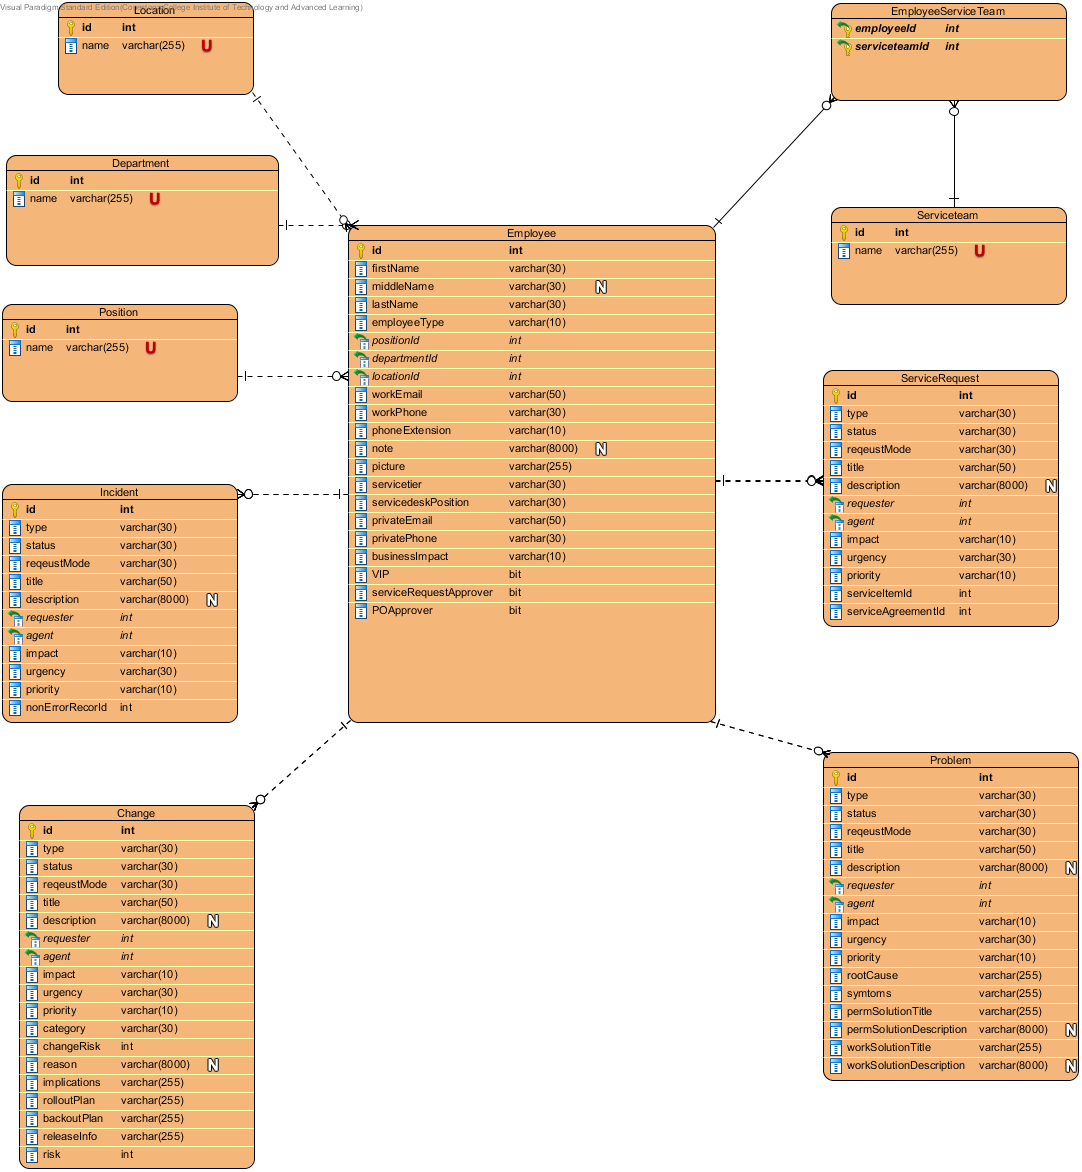 Visual Paradigm Standard Edition( College Institute of Technology and Advanced Learning)
Location
id int
name varchar(255) U
Department
id int
name varchar(255) U
Position
id int
name varchar(255) U
Employee
id int
firstName varchar(30)
middleName varchar(30) N
lastName varchar(30)
employeeType varchar(10)
positionId int
departmentId int
locationId int
workEmail varchar(50)
workPhone varchar(30)
phoneExtension varchar(10)
note varchar(8000) N
picture varchar(255)
servicetier varchar(30)
servicedeskPosition varchar(30)
privateEmail varchar(50)
privatePhone varchar(30)
businessImpact varchar(10)
VIP bit
serviceRequestApprover bit
POApprover bit
EmployeeServiceTeam
employeeId int
serviceteamId int
Serviceteam
id int
name varchar(255) U
ServiceRequest
id int
type varchar(30)
status varchar(30)
reqeustMode varchar(30)
title varchar(50)
description varchar(8000) N
requester int
agent int
impact varchar(10)
urgency varchar(30)
priority varchar(10)
serviceItemId int
serviceAgreementId int
Incident
id int
type varchar(30)
status varchar(30)
reqeustMode varchar(30)
title varchar(50)
description varchar(8000) N
requester int
agent int
impact varchar(10)
urgency varchar(30)
priority varchar(10)
nonErrorRecorId int
Change
id int
type varchar(30)
status varchar(30)
reqeustMode varchar(30)
title varchar(50)
description varchar(8000) N
requester int
agent int
impact varchar(10)
urgency varchar(30)
priority varchar(10)
category varchar(30)
changeRisk int
reason varchar(8000) N
implications varchar(255)
rolloutPlan varchar(255)
backoutPlan varchar(255)
releaseInfo varchar(255)
risk int
Problem
id int
type varchar(30)
status varchar(30)
reqeustMode varchar(30)
title varchar(50)
description varchar(8000) N
requester int
agent int
impact varchar(10)
urgency varchar(30)
priority varchar(10)
rootCause varchar(255)
symtoms varchar(255)
permSolutionTitle varchar(255)
permSolutionDescription varchar(8000) N
workSolutionTitle varchar(255)
workSolutionDescription varchar(8000) N